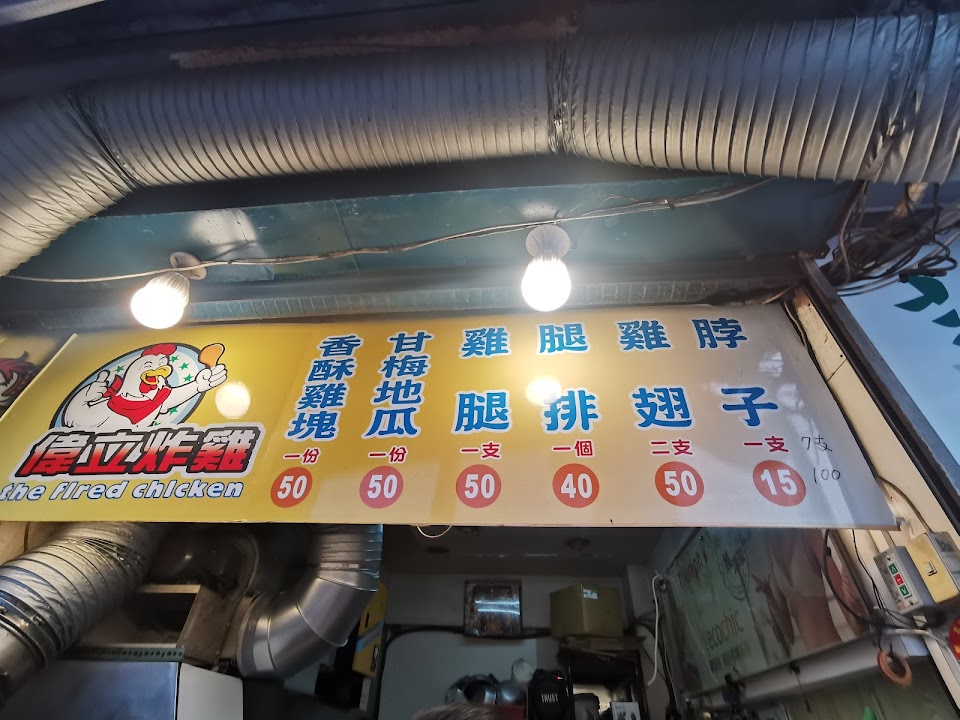 偉立炸雞
the fired chicken
香酥雞塊
一份
50
甘梅地瓜
一份
50
雞腿
一支
50
腿排
一個
40
雞翅
二支
50
脖子
一支
15
7支
100
TRUST